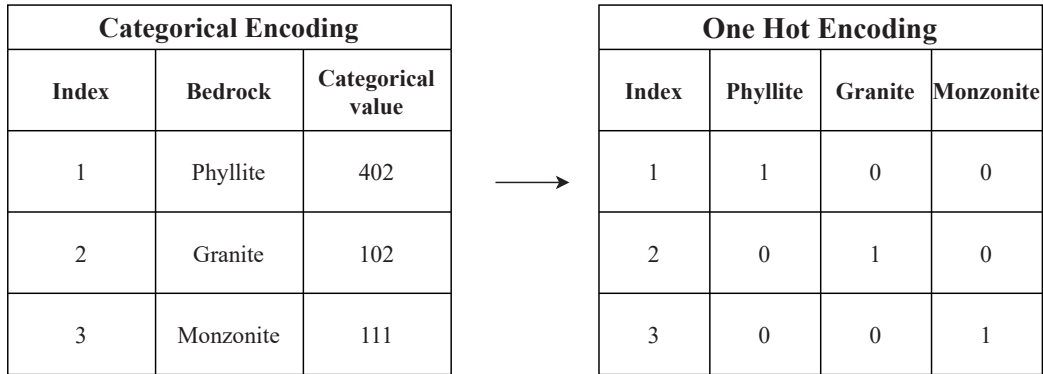 Categorical Encoding
Index Bedrock Categorical value
1 Phyllite 402
2 Granite 102
3 Monzonite 111
One Hot Encoding
Index Phyllite Granite Monzonite
1 1 0 0
2 0 1 0
3 0 0 1